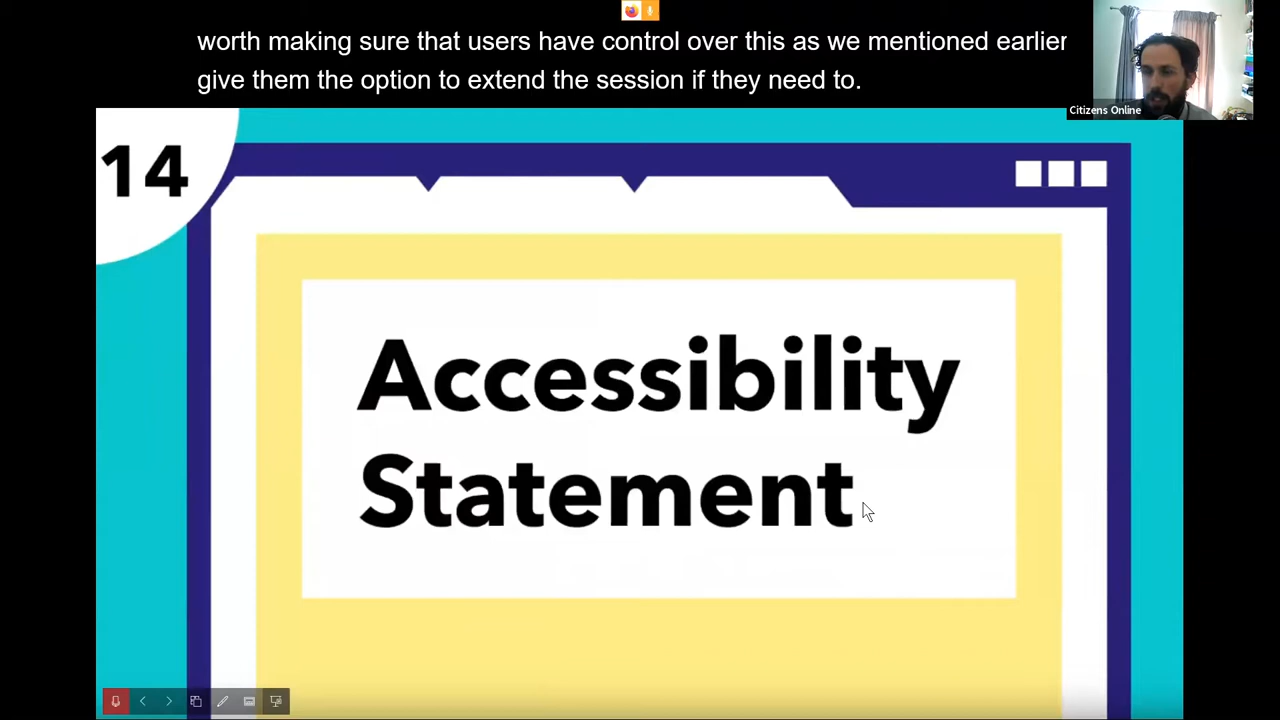 worth making sure that users have control over this as we mentioned earlier
give them the option to extend the session if they need to.
Citizens Online
14
Accessibility
Statement